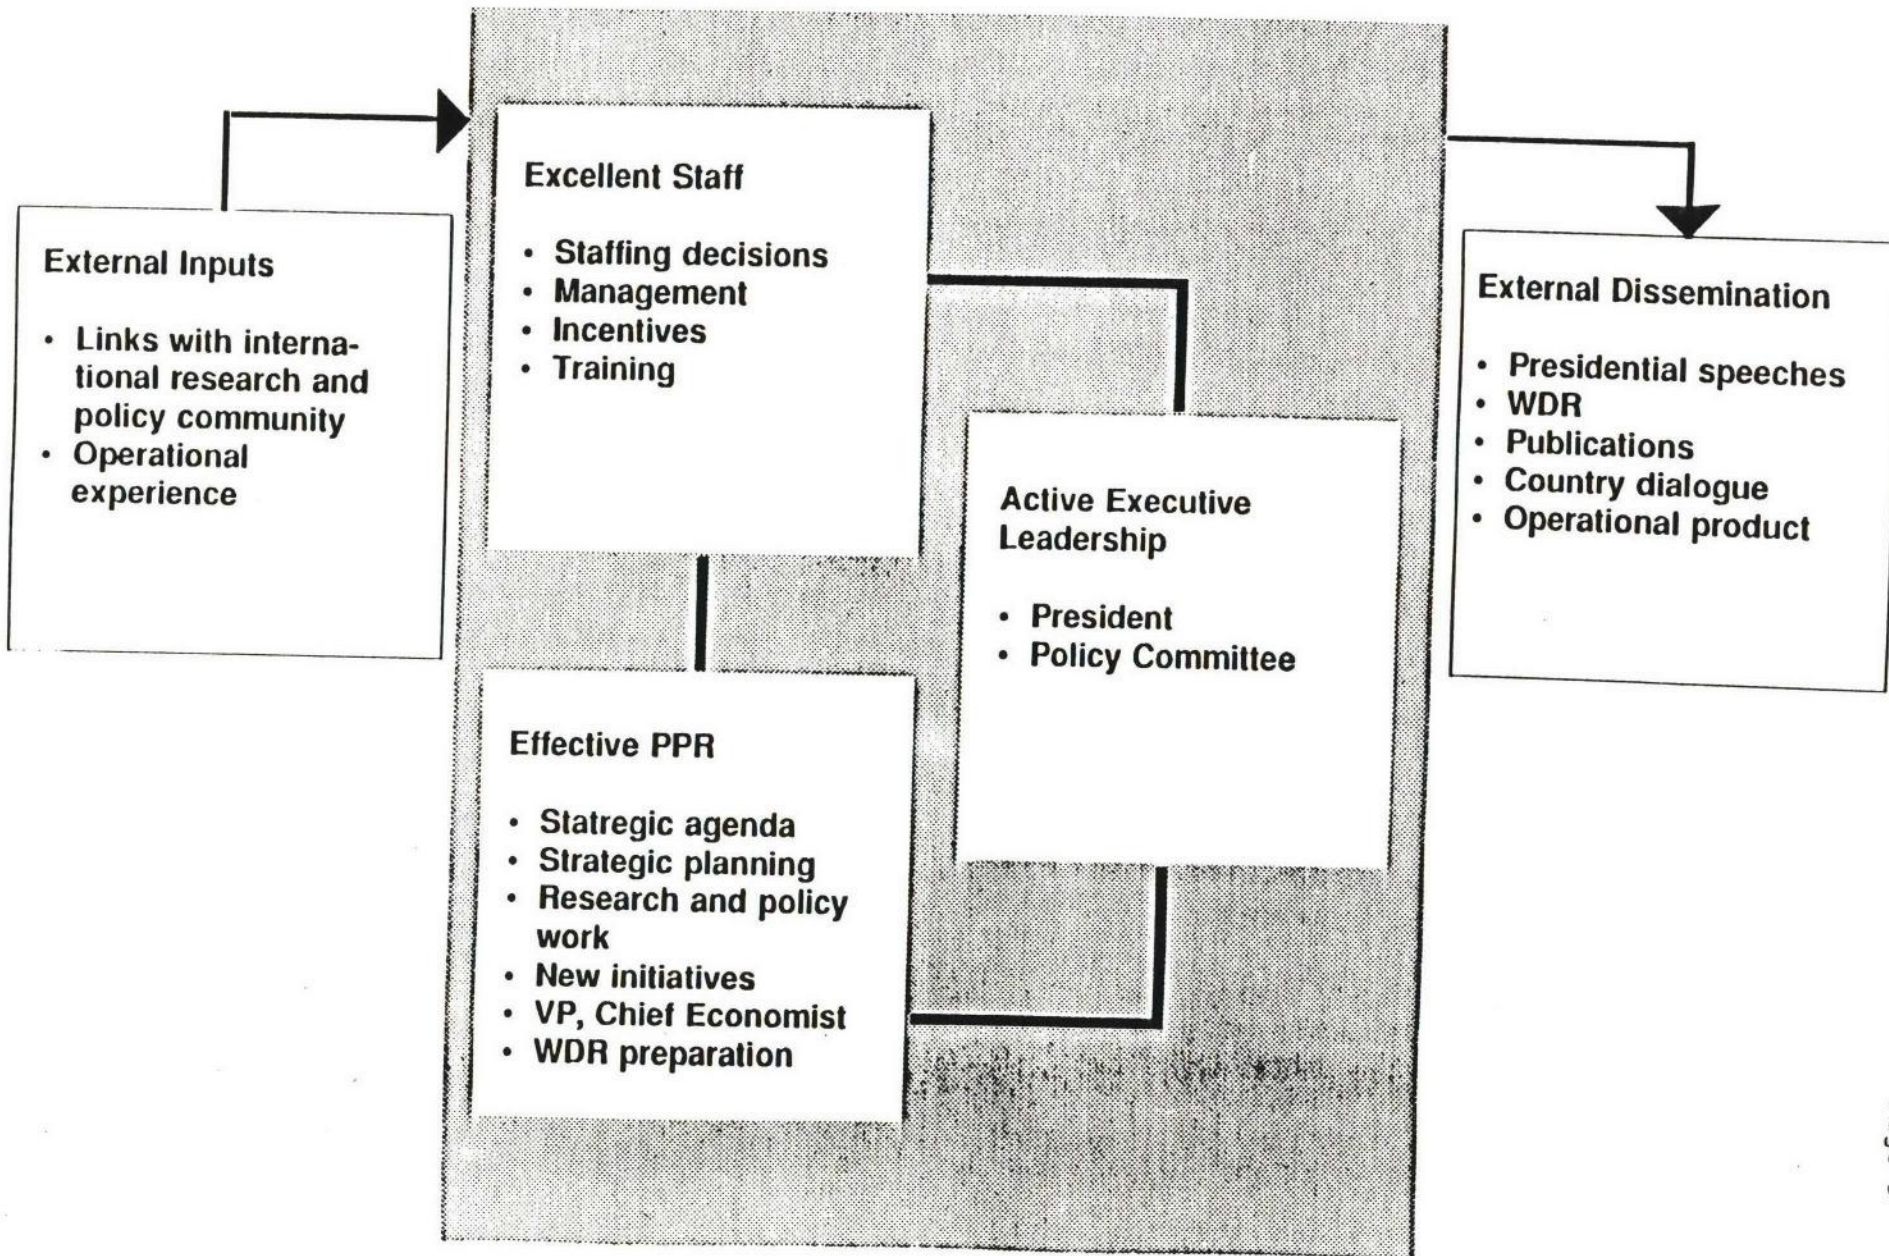 External Inputs
• Links with interna-
tional research and
policy community
• Operational
experience
Excellent Staff
• Staffing decisions
• Management
• Incentives
• Training
Effective PPR
• Statregic agenda
• Strategic planning
• Research and policy
work
• New initiatives
• VP, Chief Economist
• WDR preparation
Active Executive
Leadership
• President
• Policy Committee
External Dissemination
• Presidential speeches
• WDR
• Publications
• Country dialogue
• Operational product